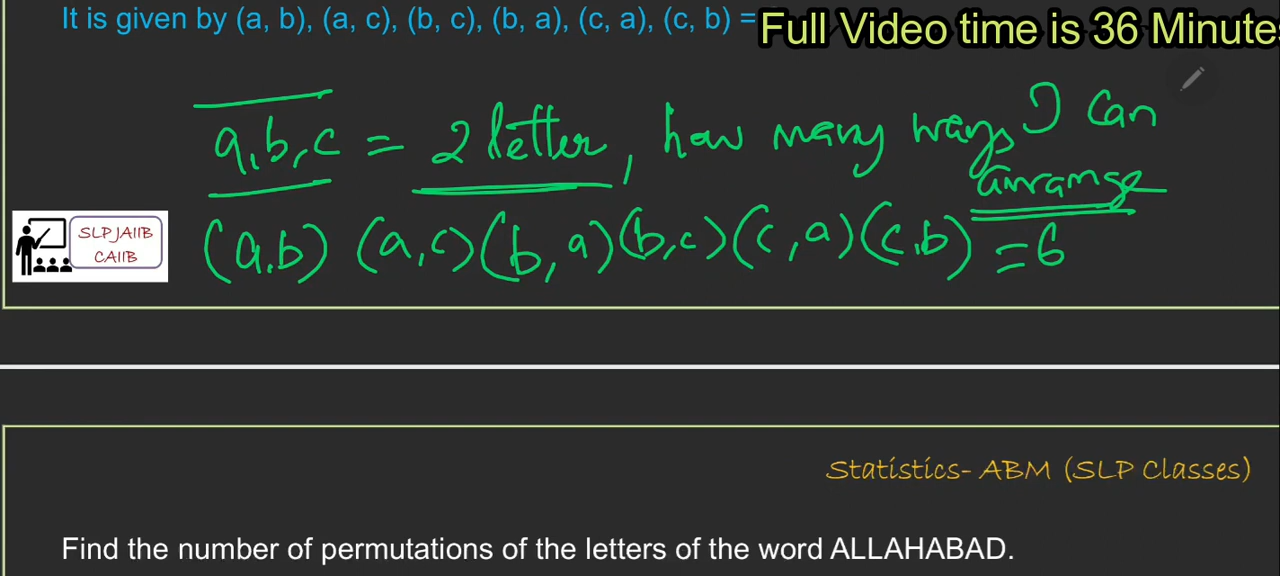 It is given by (a, b), (a, c), (b, c), (b, a), (c, a), (c, b) =
Full Video time is 36 Minute
a,b,c = 2 letter, how many ways I can
arrange
(a,b) (a,c) (b,a) (b,c) (c,a) (c,b) = 6
SLP JAIIB
CAIIB
Statistics- ABM (SLP Classes)
Find the number of permutations of the letters of the word ALLAHABAD.